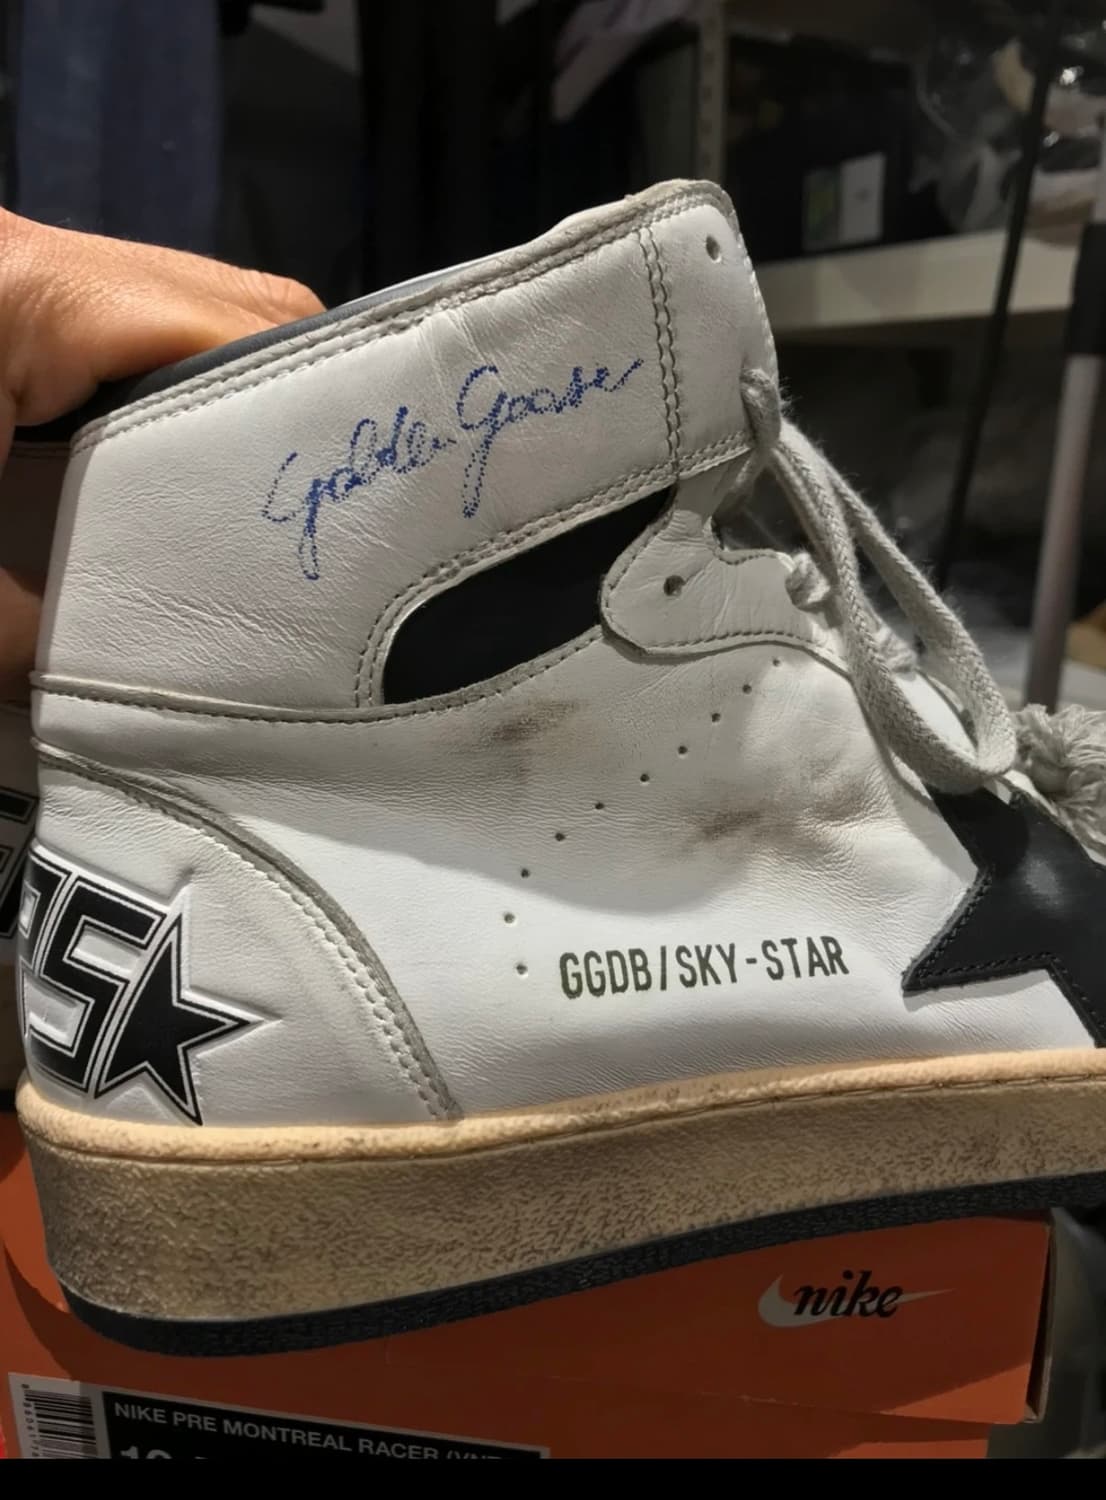 Golden Goose
GGDB/SKY-STAR
nike
NIKE PRE MONTREAL RACER